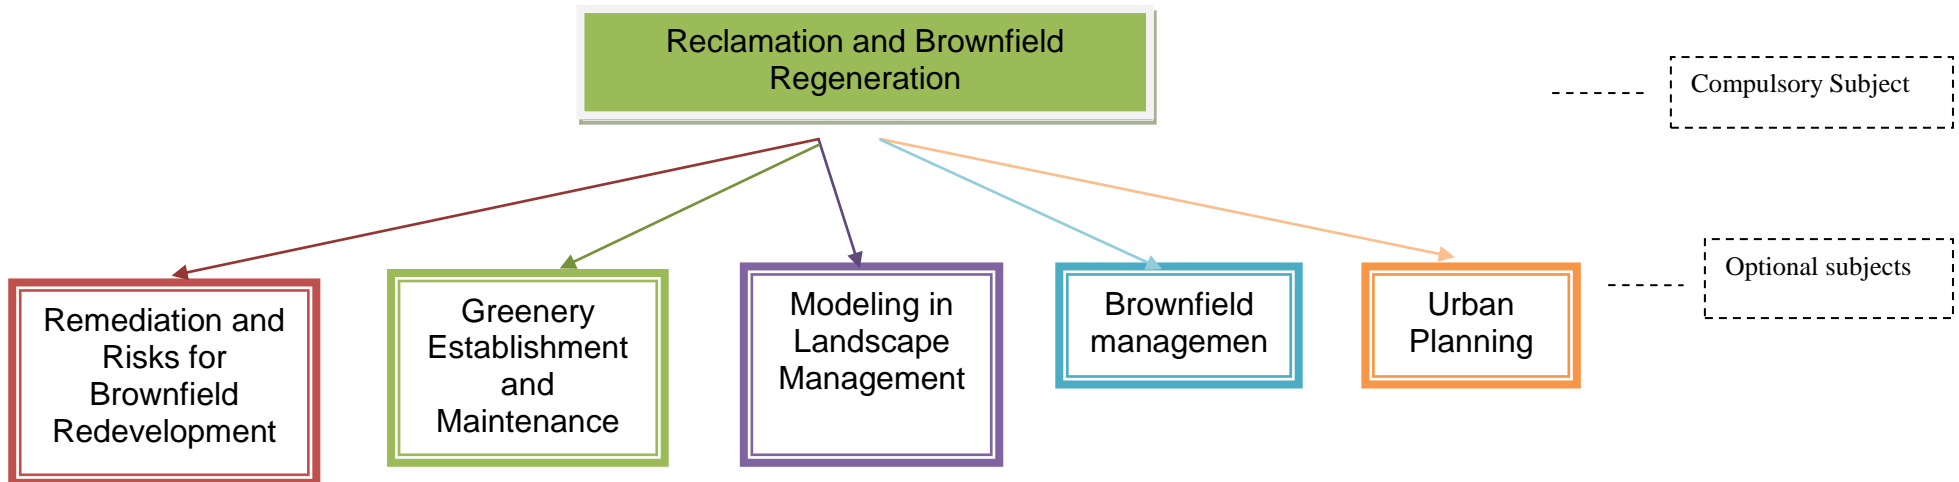 Reclamation and Brownfield
Regeneration
Compulsory Subject
Optional subjects
Remediation and
Risks for
Brownfield
Redevelopment
Greenery
Establishment
and
Maintenance
Modeling in
Landscape
Management
Brownfield
managemen
Urban
Planning